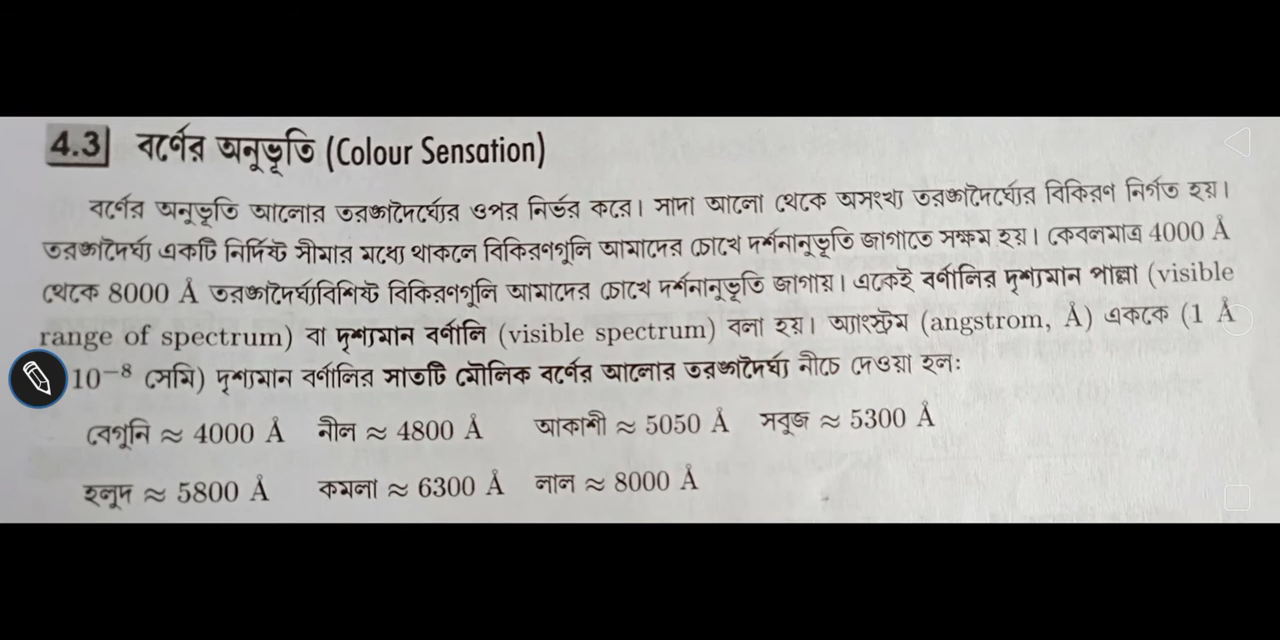 4.3 বর্ণের অনুভূতি (Colour Sensation)
বর্ণের অনুভূতি আলোর তরঙ্গদৈর্ঘ্যের ওপর নির্ভর করে। সাদা আলো থেকে অসংখ্য তরঙ্গদৈর্ঘ্যের বিকিরণ নির্গত হয়।
তরঙ্গদৈর্ঘ্য একটি নির্দিষ্ট সীমার মধ্যে থাকলে বিকিরণগুলি আমাদের চোখে দর্শনানুভূতি জাগাতে সক্ষম হয়। কেবলমাত্র 4000 Å
থেকে 8000 Å তরঙ্গদৈর্ঘ্যবিশিষ্ট বিকিরণগুলি আমাদের চোখে দর্শনানুভূতি জাগায়। একেই বর্ণালির দৃশ্যমান পাল্লা (visible
range of spectrum) বা দৃশ্যমান বর্ণালি (visible spectrum) বলা হয়। অ্যাংস্ট্রম (angstrom, Å) এককে (1 Å
10⁻⁸ সেমি) দৃশ্যমান বর্ণালির সাতটি মৌলিক বর্ণের আলোর তরঙ্গদৈর্ঘ্য নীচে দেওয়া হল:
বেগুনি ≈ 4000 Å নীল ≈ 4800 Å আকাশী ≈ 5050 Å সবুজ ≈ 5300 Å
হলুদ ≈ 5800 Å কমলা ≈ 6300 Å লাল ≈ 8000 Å